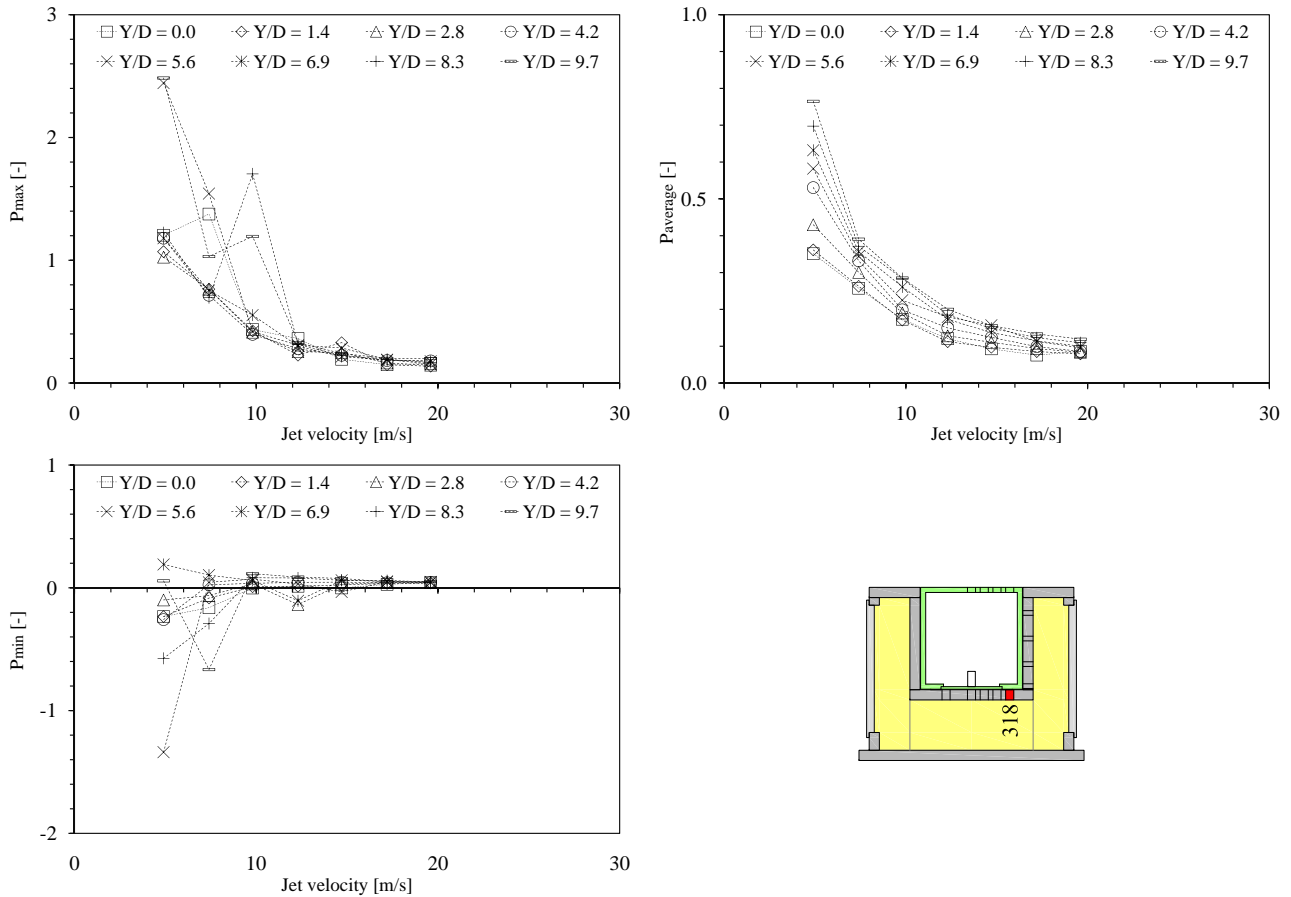 3
2
1
0
Pmax [-]
Y/D = 0.0 Y/D = 1.4 Y/D = 2.8 Y/D = 4.2
Y/D = 5.6 Y/D = 6.9 Y/D = 8.3 Y/D = 9.7
0 10 20 30
Jet velocity [m/s]
1.0
0.5
0.0
Paverage [-]
Y/D = 0.0 Y/D = 1.4 Y/D = 2.8 Y/D = 4.2
Y/D = 5.6 Y/D = 6.9 Y/D = 8.3 Y/D = 9.7
0 10 20 30
Jet velocity [m/s]
1
0
-1
-2
Pmin [-]
Y/D = 0.0 Y/D = 1.4 Y/D = 2.8 Y/D = 4.2
Y/D = 5.6 Y/D = 6.9 Y/D = 8.3 Y/D = 9.7
0 10 20 30
Jet velocity [m/s]
318